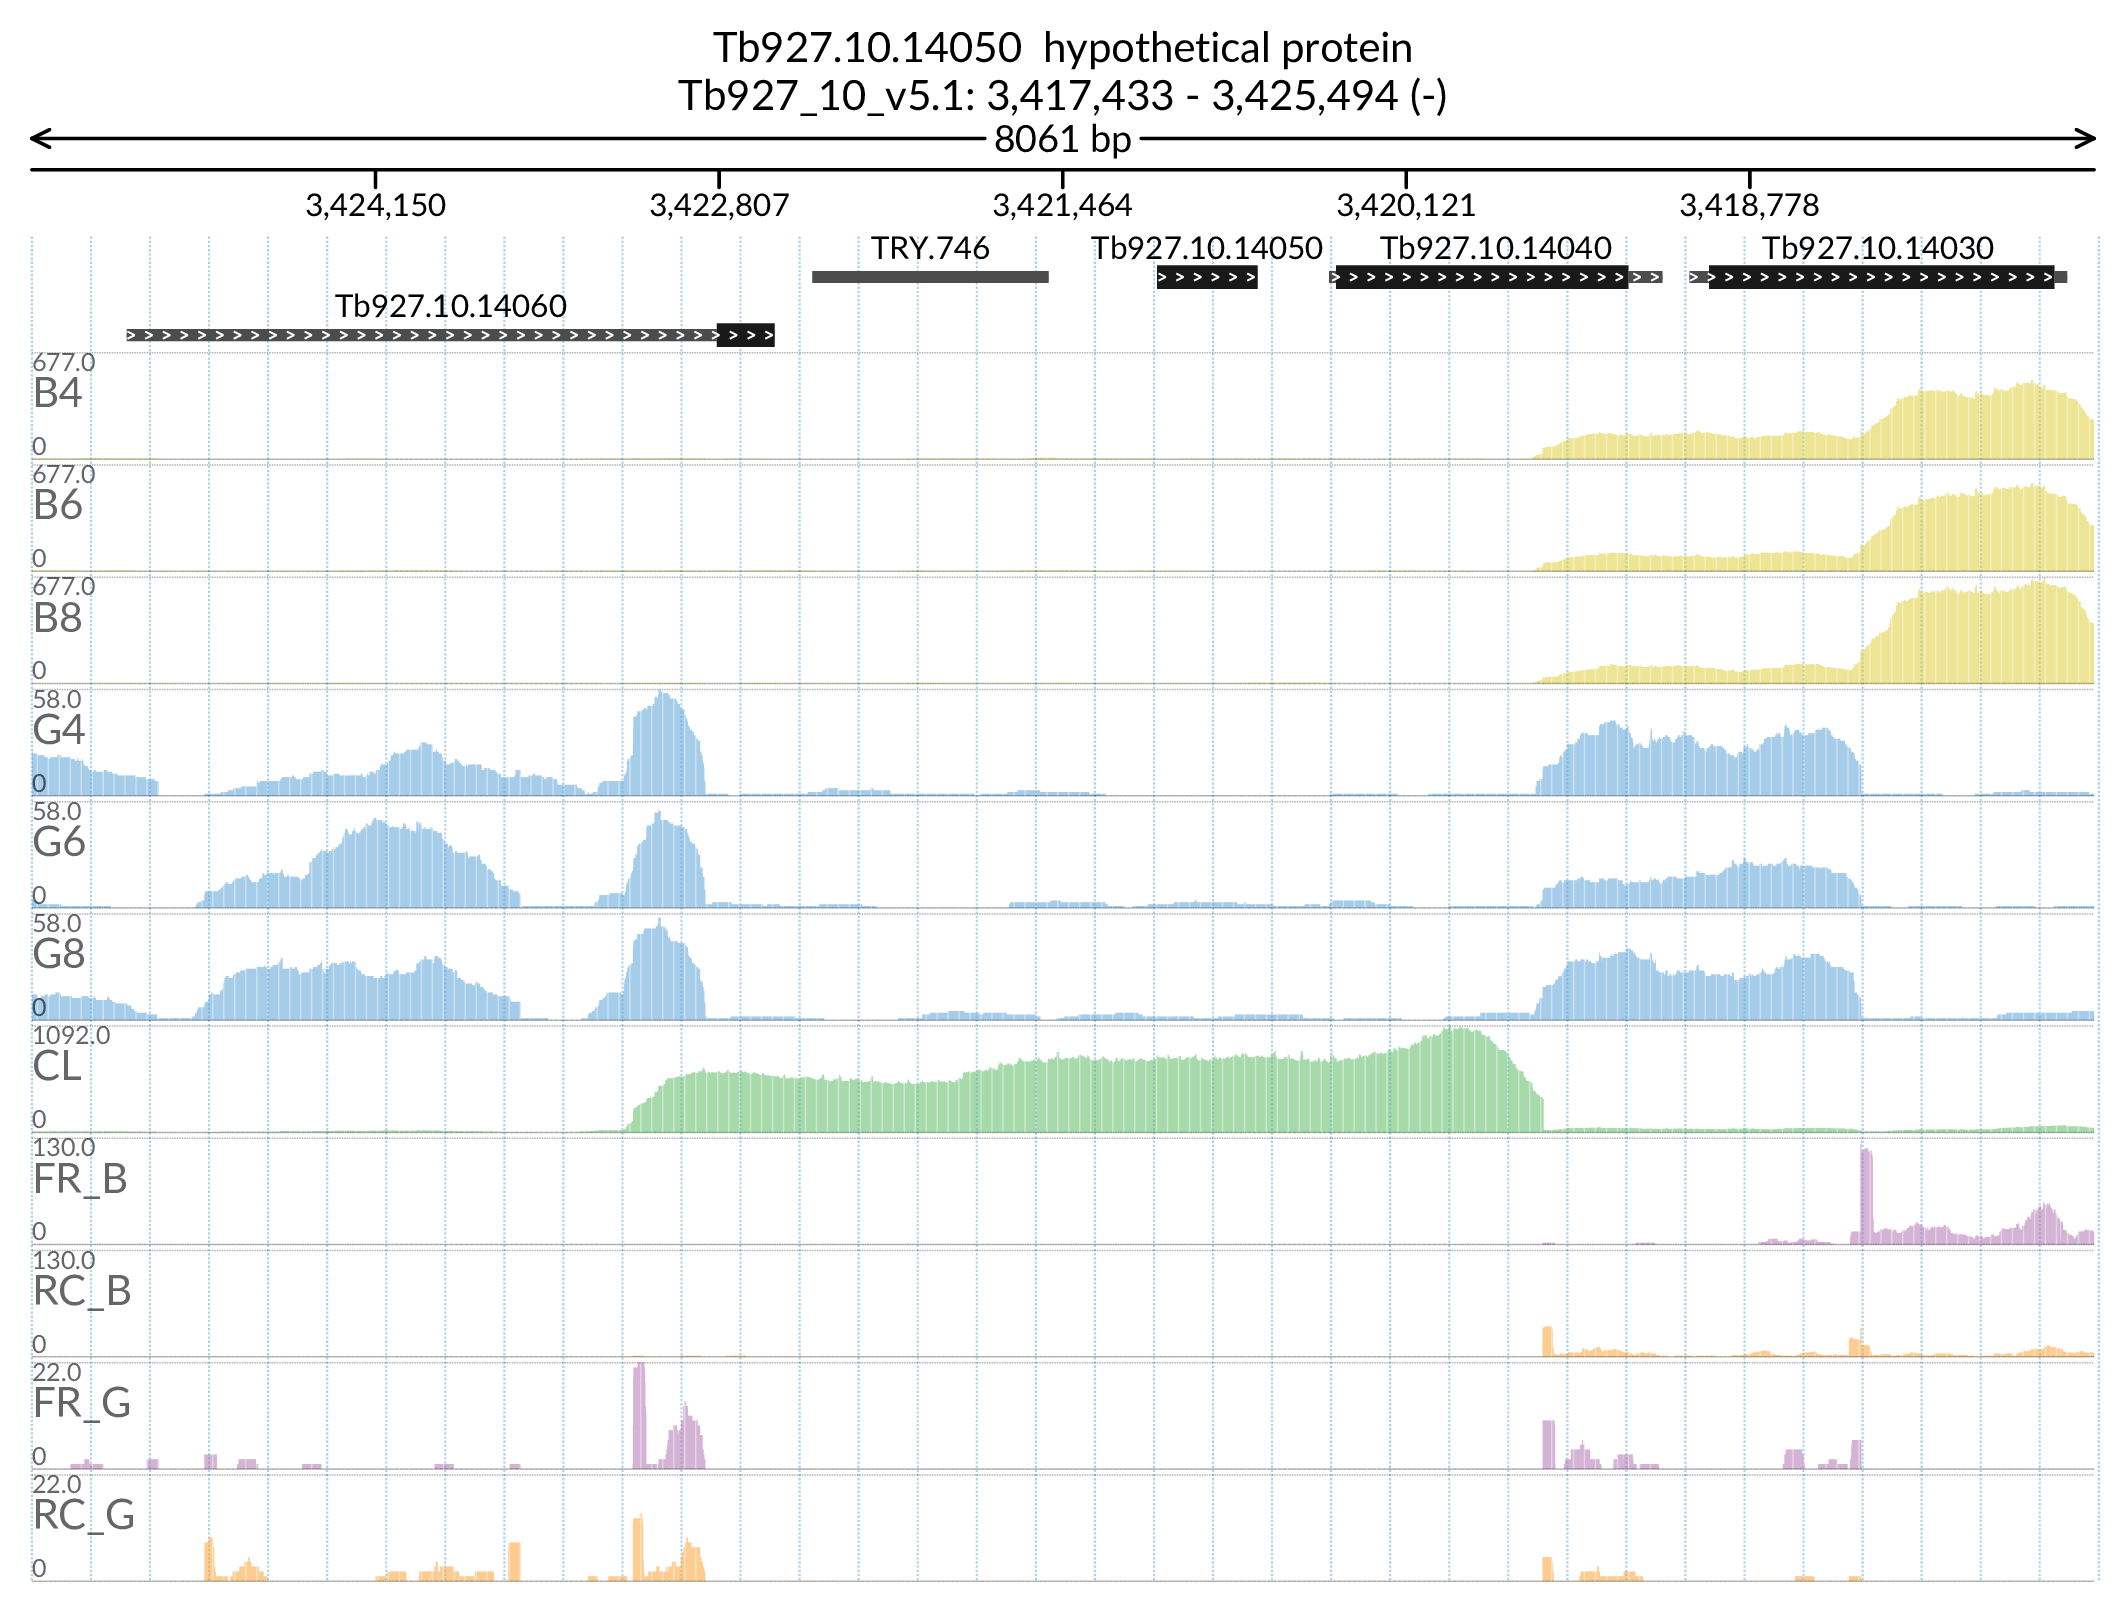 Tb927.10.14050  hypothetical protein
Tb927_10_v5.1: 3,417,433 - 3,425,494 (-)
8061 bp
3,424,150 3,422,807 3,421,464 3,420,121 3,418,778
TRY.746 Tb927.10.14050 Tb927.10.14040 Tb927.10.14030
Tb927.10.14060
677.0
B4
0
677.0
B6
0
677.0
B8
0
58.0
G4
0
58.0
G6
0
58.0
G8
0
1092.0
CL
0
130.0
FR_B
0
130.0
RC_B
0
22.0
FR_G
0
22.0
RC_G
0